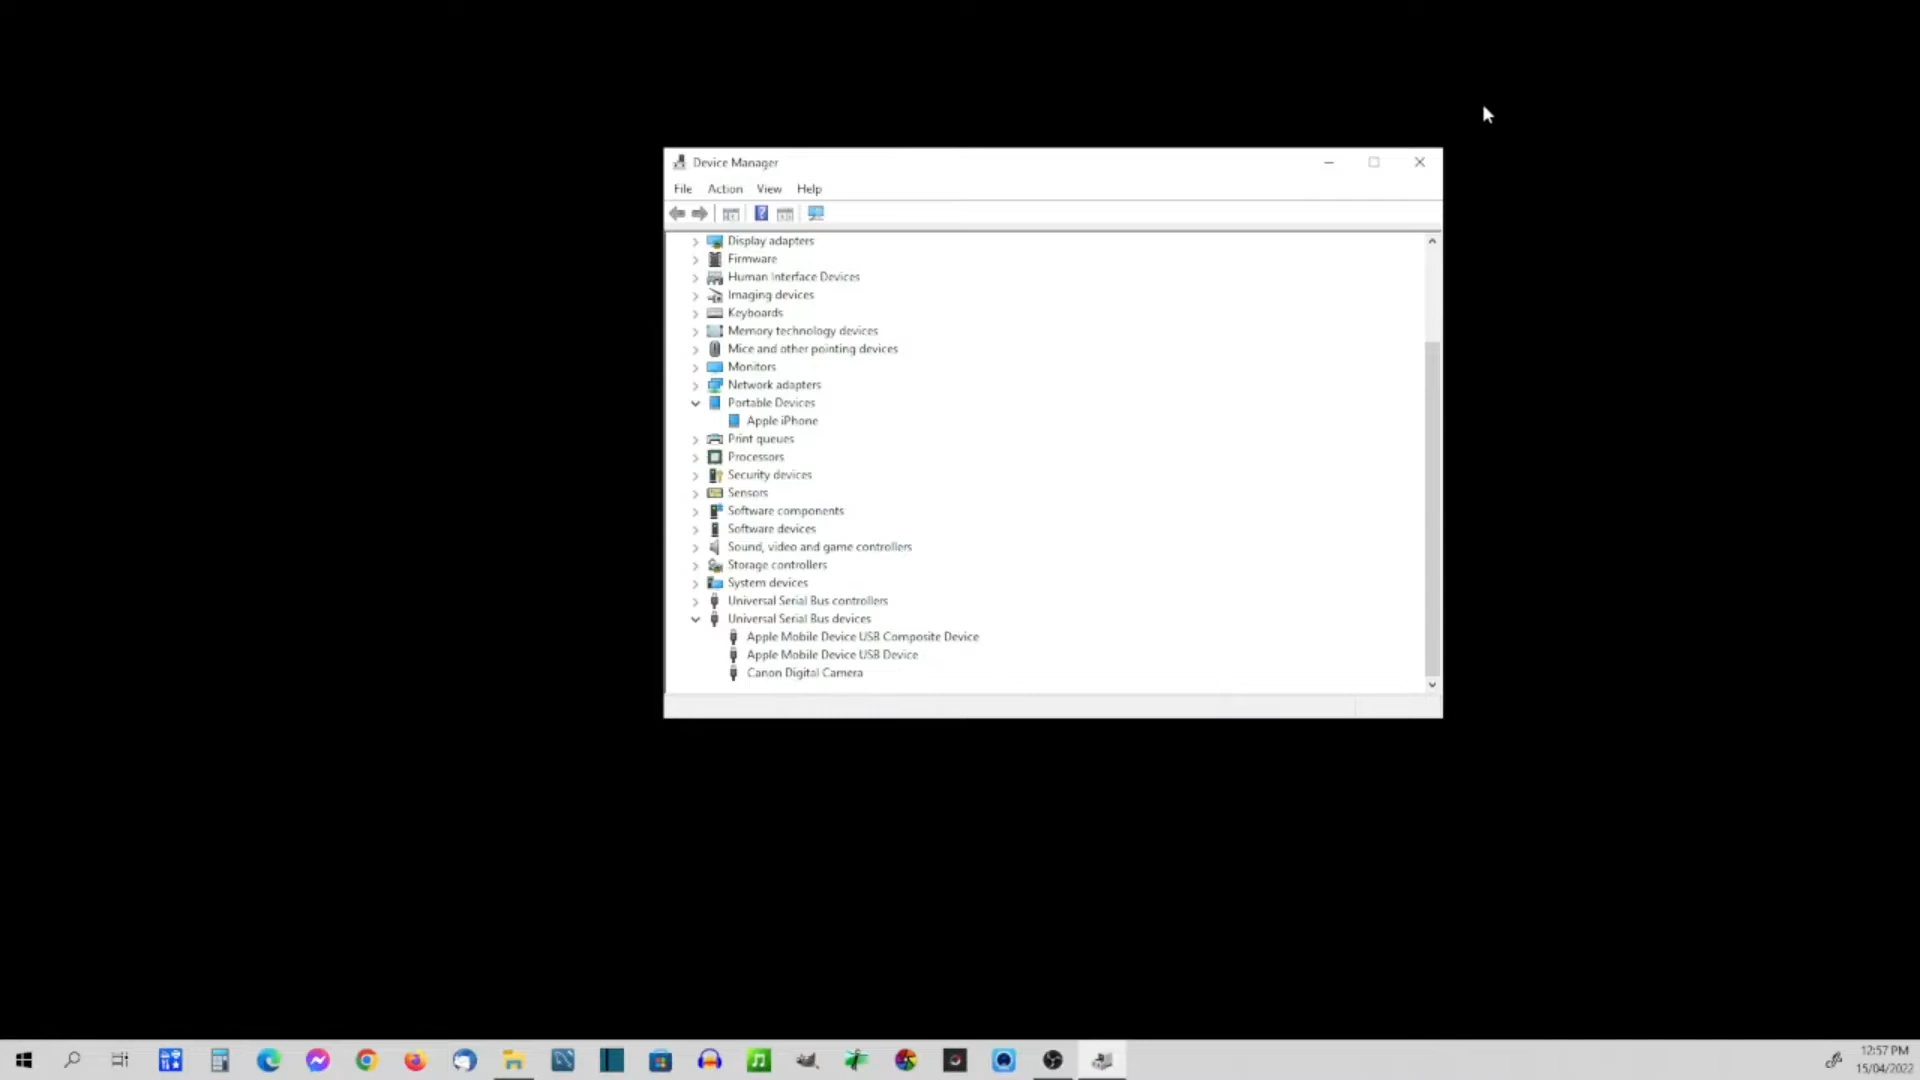 Device Manager
File Action View Help
Display adapters
Firmware
Human Interface Devices
Imaging devices
Keyboards
Memory technology devices
Mice and other pointing devices
Monitors
Network adapters
Portable Devices
Apple iPhone
Print queues
Processors
Security devices
Sensors
Software components
Software devices
Sound, video and game controllers
Storage controllers
System devices
Universal Serial Bus controllers
Universal Serial Bus devices
Apple Mobile Device USB Composite Device
Apple Mobile Device USB Device
Canon Digital Camera
12:57 PM
15/04/2022